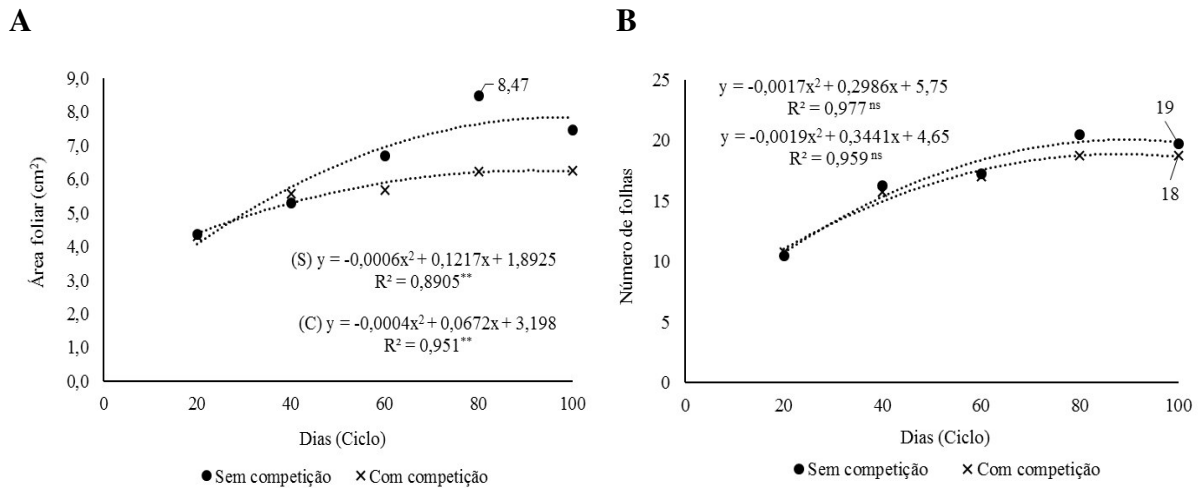 A
9,0
8,0
7,0
6,0
5,0
4,0
3,0
2,0
1,0
0,0
Área foliar (cm²)
8,47
(S) y = -0,0006x² + 0,1217x + 1,8925
R² = 0,8905**
(C) y = -0,0004x² + 0,0672x + 3,198
R² = 0,951**
0 20 40 60 80 100
Dias (Ciclo)
Sem competição Com competição
B
25
20
15
10
5
0
Número de folhas
y = -0,0017x² + 0,2986x + 5,75
R² = 0,977 ns
y = -0,0019x² + 0,3441x + 4,65
R² = 0,959 ns
19
18
0 20 40 60 80 100
Dias (Ciclo)
Sem competição Com competição